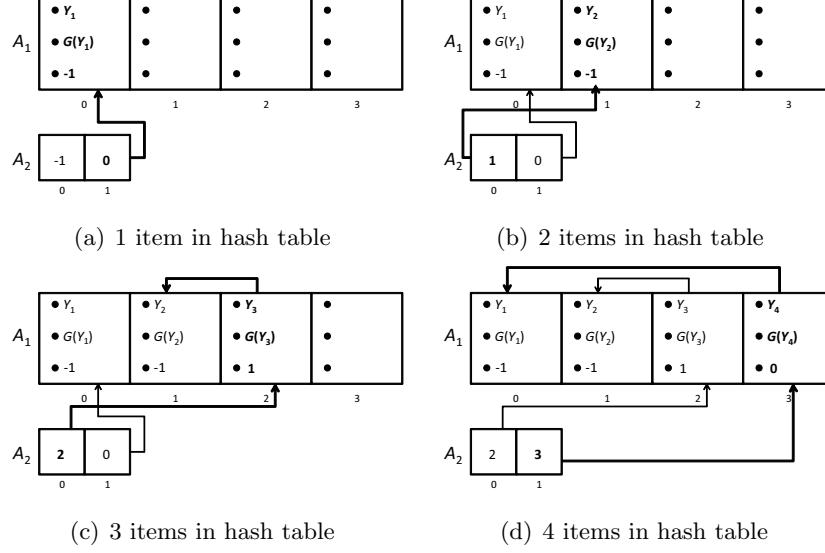 Y1 Y1 Y2
A1 G(Y1) A1 G(Y1) G(Y2)
-1 -1 -1
0 1 2 3 0 1 2 3
A2 -1 0 A2 1 0
0 1 0 1
(a) 1 item in hash table (b) 2 items in hash table
Y1 Y2 Y3 Y1 Y2 Y3 Y4
A1 G(Y1) G(Y2) G(Y3) A1 G(Y1) G(Y2) G(Y3) G(Y4)
-1 -1 1 -1 -1 1 0
0 1 2 3 0 1 2 3
A2 2 0 A2 2 3
0 1 0 1
(c) 3 items in hash table (d) 4 items in hash table